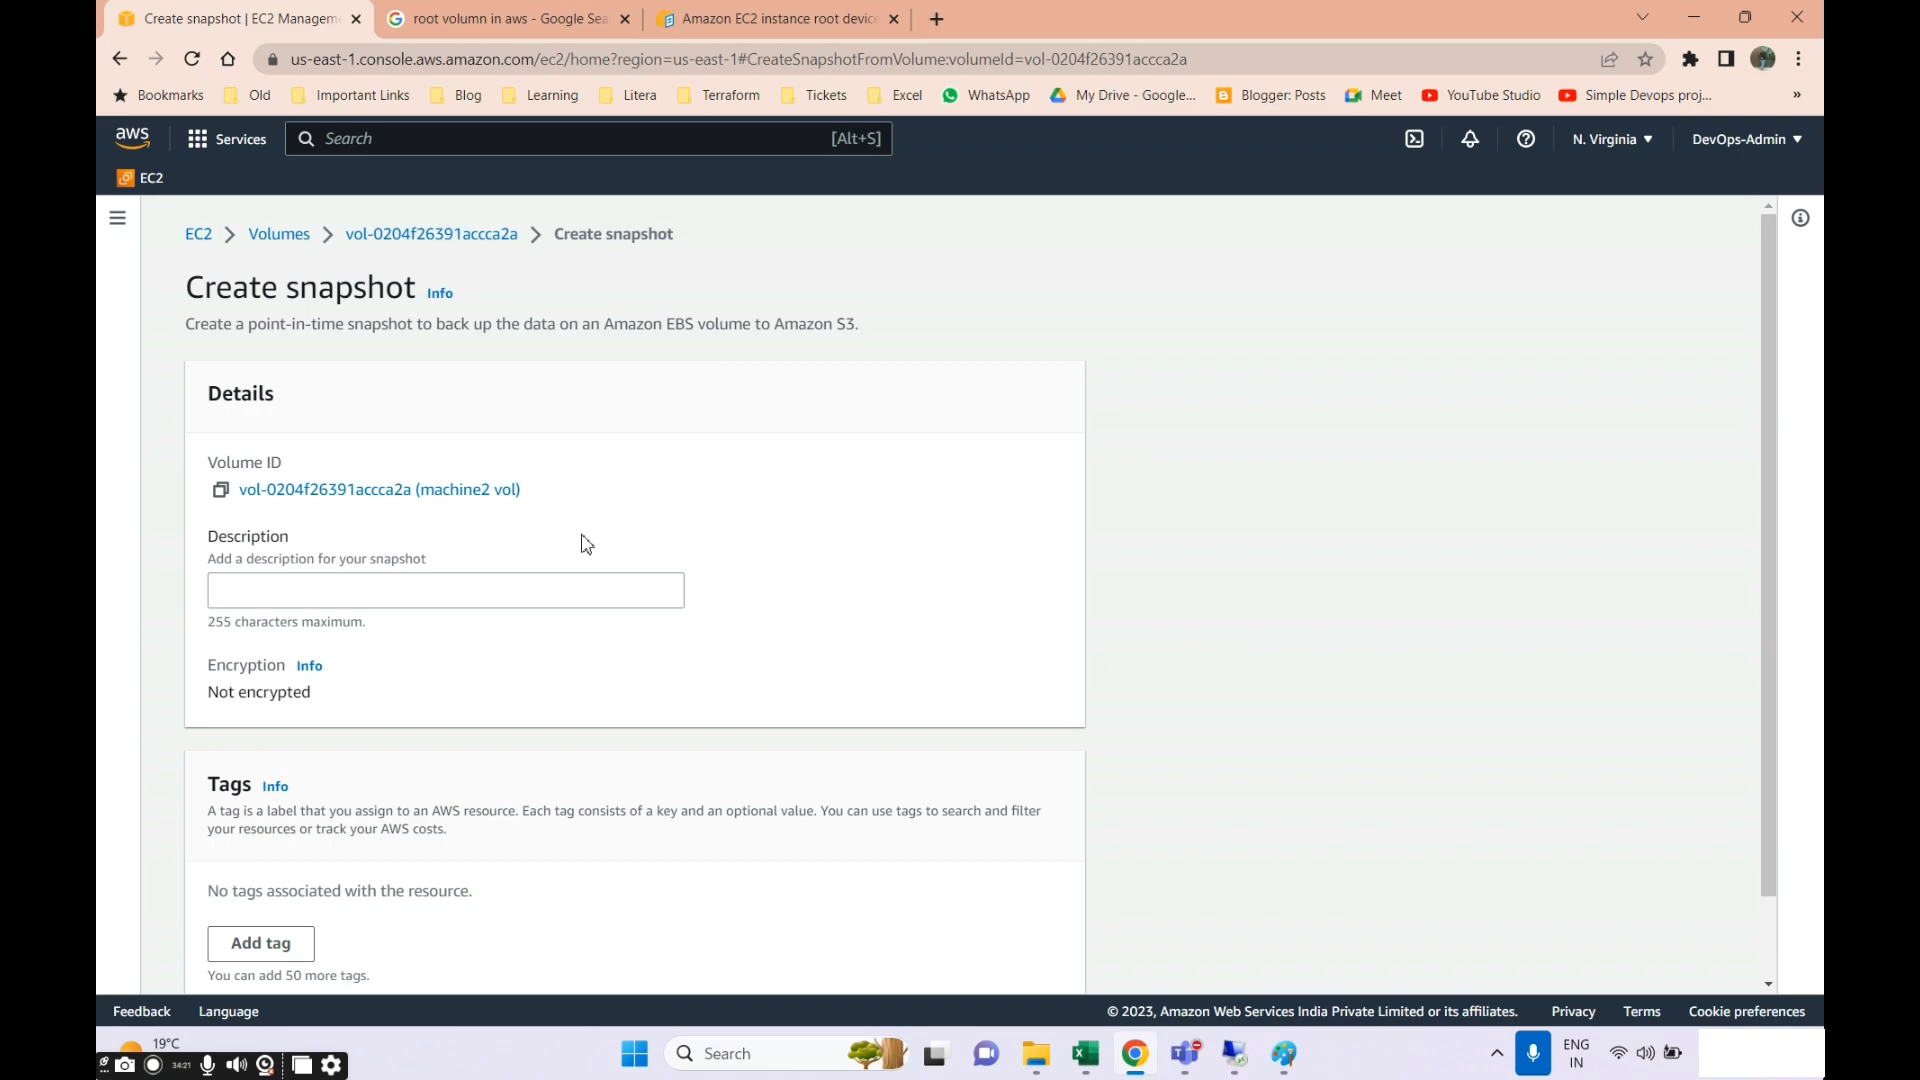 Create snapshot | EC2 Managem
root volumn in aws - Google Sea
Amazon EC2 instance root device
us-east-1.console.aws.amazon.com/ec2/home?region=us-east-1#CreateSnapshotFromVolume:volumeId=vol-0204f26391accca2a
Bookmarks Old Important Links Blog Learning Litera Terraform Tickets Excel WhatsApp My Drive - Google... Blogger: Posts Meet YouTube Studio Simple Devops proj... »
aws Services Search [Alt+S] N. Virginia DevOps-Admin
EC2
EC2 Volumes vol-0204f26391accca2a Create snapshot
Create snapshot Info
Create a point-in-time snapshot to back up the data on an Amazon EBS volume to Amazon S3.
Details
Volume ID
vol-0204f26391accca2a (machine2 vol)
Description
Add a description for your snapshot
255 characters maximum.
Encryption Info
Not encrypted
Tags Info
A tag is a label that you assign to an AWS resource. Each tag consists of a key and an optional value. You can use tags to search and filter
your resources or track your AWS costs.
No tags associated with the resource.
Add tag
You can add 50 more tags.
Feedback Language © 2023, Amazon Web Services India Private Limited or its affiliates. Privacy Terms Cookie preferences
19°C
34:21
Search
ENG
IN